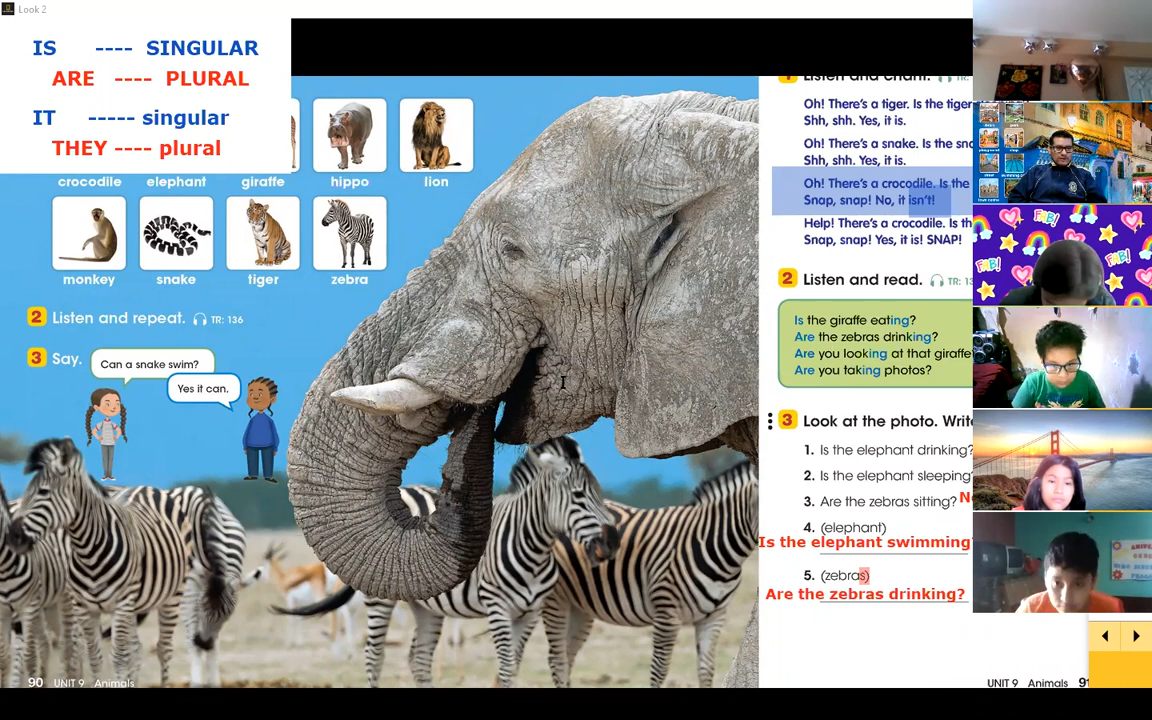 Look 2
IS ---- SINGULAR
ARE ---- PLURAL
IT ----- singular
THEY ---- plural
crocodile elephant giraffe hippo lion
monkey snake tiger zebra
2 Listen and repeat. TR: 136
3 Say.
Can a snake swim?
Yes it can.
90 UNIT 9 Animals
1 Listen and chant. TR:
Oh! There's a tiger. Is the tiger
Shh, shh. Yes, it is.
Oh! There's a snake. Is the
Shh, shh. Yes, it is.
Oh! There's a crocodile. Is the
Snap, snap! No, it isn't!
Help! There's a crocodile. Is
Snap, snap! Yes, it is! SNAP!
2 Listen and read. TR:
Is the giraffe eating?
Are the zebras drinking?
Are you looking at that giraffe
Are you taking photos?
3 Look at the photo.
1. Is the elephant drinking?
2. Is the elephant sleeping?
3. Are the zebras sitting?
4. (elephant)
Is the elephant swimming?
5. (zebras)
Are the zebras drinking?
UNIT 9 Animals 91
FAB!
FAB!
FAB!